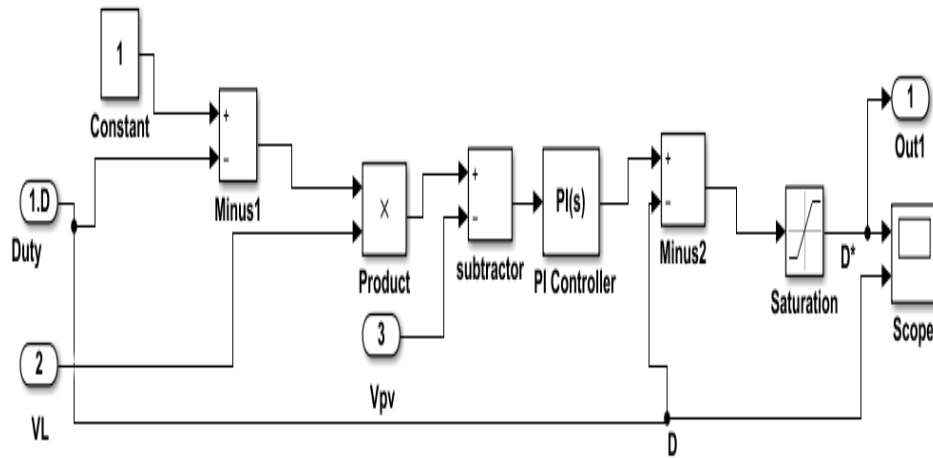 1
Constant
+
-
Minus1
1.D
Duty
×
Product
+
-
subtractor
PI(s)
PI Controller
+
-
Minus2
Saturation
D*
1
Out1
Scope
2
VL
3
Vpv
D